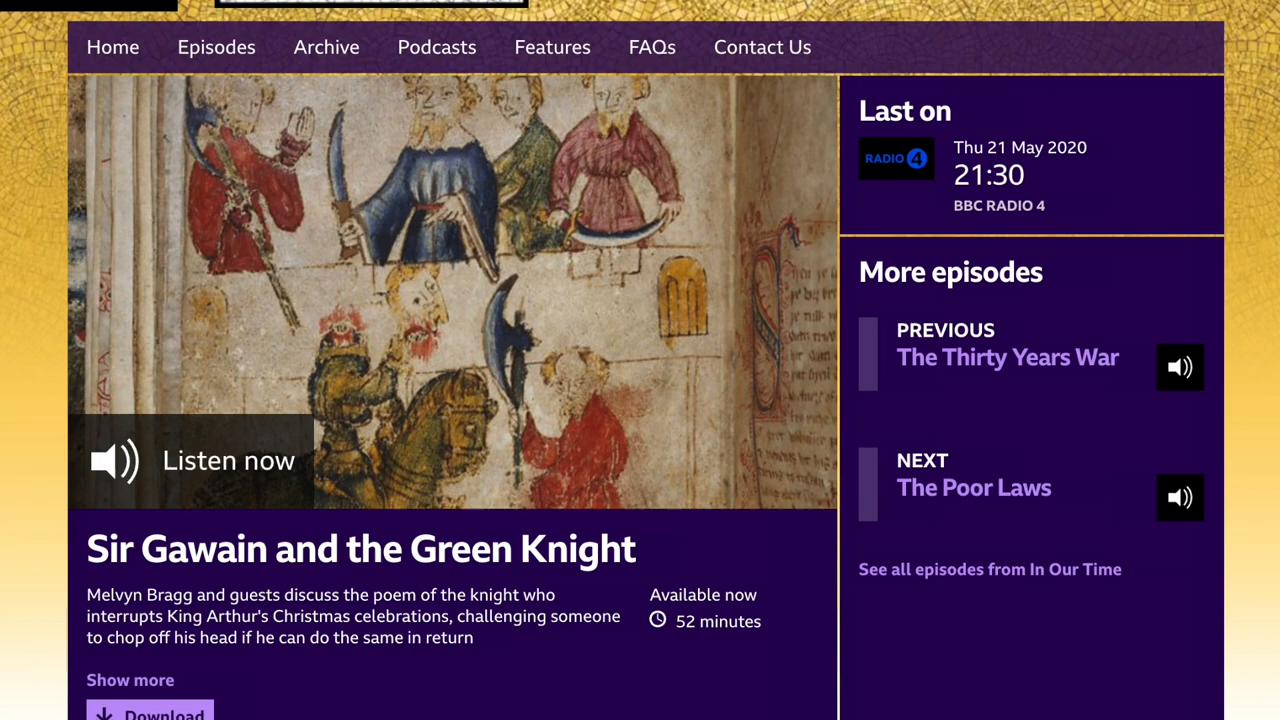 Home Episodes Archive Podcasts Features FAQs Contact Us
Listen now
Sir Gawain and the Green Knight
Melvyn Bragg and guests discuss the poem of the knight who
interrupts King Arthur's Christmas celebrations, challenging someone
to chop off his head if he can do the same in return
Available now
52 minutes
Show more
Download
Last on
RADIO 4
Thu 21 May 2020
21:30
BBC RADIO 4
More episodes
PREVIOUS
The Thirty Years War
NEXT
The Poor Laws
See all episodes from In Our Time